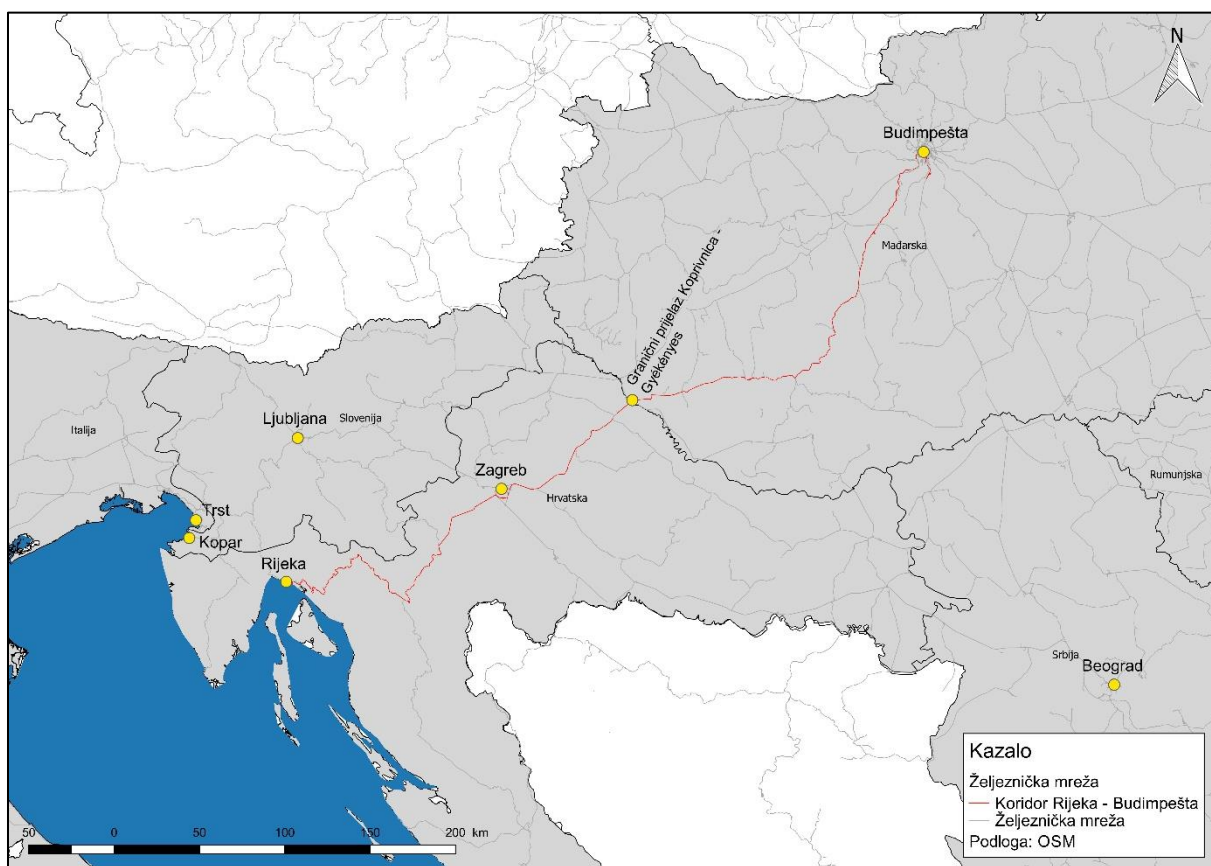 N
Budimpešta
Mađarska
Granični prijelaz Koprivnica -
Gyékényes
Ljubljana
Slovenija
Italija
Zagreb
Hrvatska
Rumunjska
Trst
Kopar
Rijeka
Srbija
Beograd
Kazalo
Željeznička mreža
Koridor Rijeka - Budimpešta
Željeznička mreža
Podloga: OSM
50 0 50 100 150 200 km